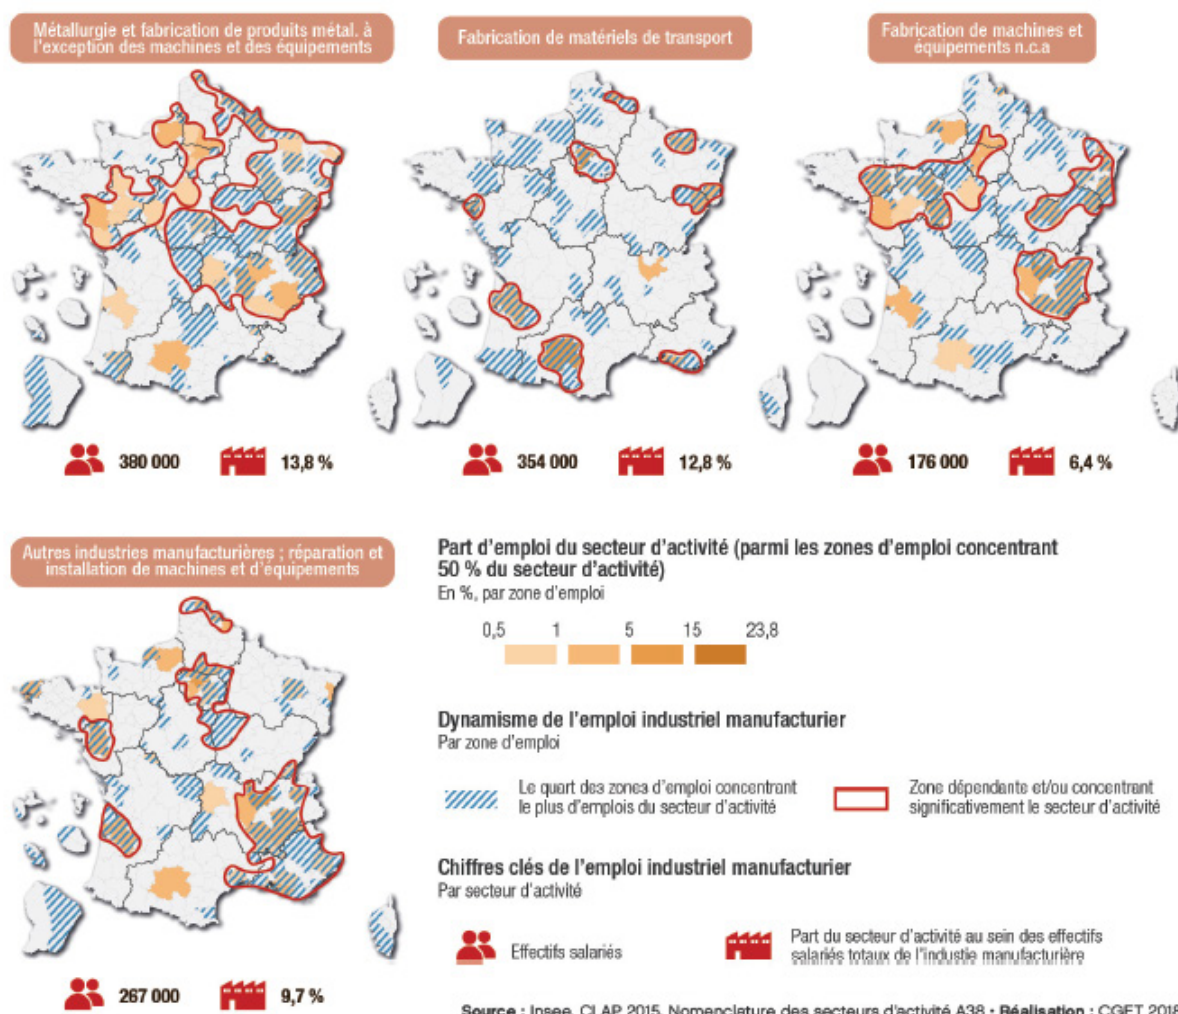 Métallurgie et fabrication de produits métal. à
l'exception des machines et des équipements
Fabrication de matériels de transport
Fabrication de machines et
équipements n.c.a
380 000
13,8 %
354 000
12,8 %
176 000
6,4 %
Autres industries manufacturières ; réparation et
installation de machines et d'équipements
267 000
9,7 %
Part d'emploi du secteur d'activité (parmi les zones d'emploi concentrant
50 % du secteur d'activité)
En %, par zone d'emploi
0,5 1 5 15 23,8
Dynamisme de l'emploi industriel manufacturier
Par zone d'emploi
Le quart des zones d'emploi concentrant
le plus d'emplois du secteur d'activité
Zone dépendante et/ou concentrant
significativement le secteur d'activité
Chiffres clés de l'emploi industriel manufacturier
Par secteur d'activité
Effectifs salariés
Part du secteur d'activité au sein des effectifs
salariés totaux de l'industie manufacturière
Source : Insee, CLAP 2015, Nomenclature des secteurs d'activité A38 • Réalisation : CGET 2018